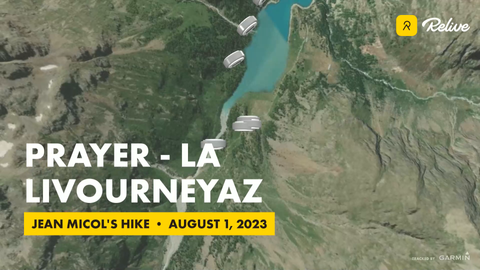 Relive
PRAYER - LA
LIVOURNEYAZ
JEAN MICOL'S HIKE • AUGUST 1, 2023
GARMIN